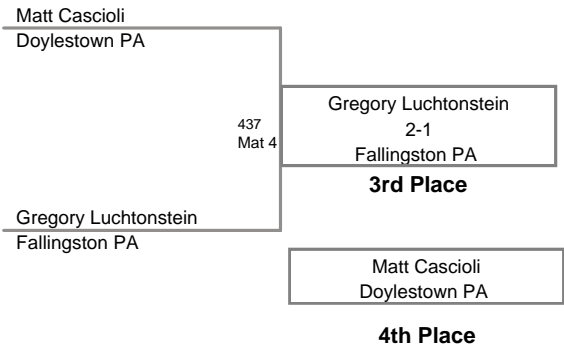 Matt Cascioli
Doylestown PA
437
Mat 4
Gregory Luchtonstein
2-1
Fallingston PA
3rd Place
Gregory Luchtonstein
Fallingston PA
Matt Cascioli
Doylestown PA
4th Place